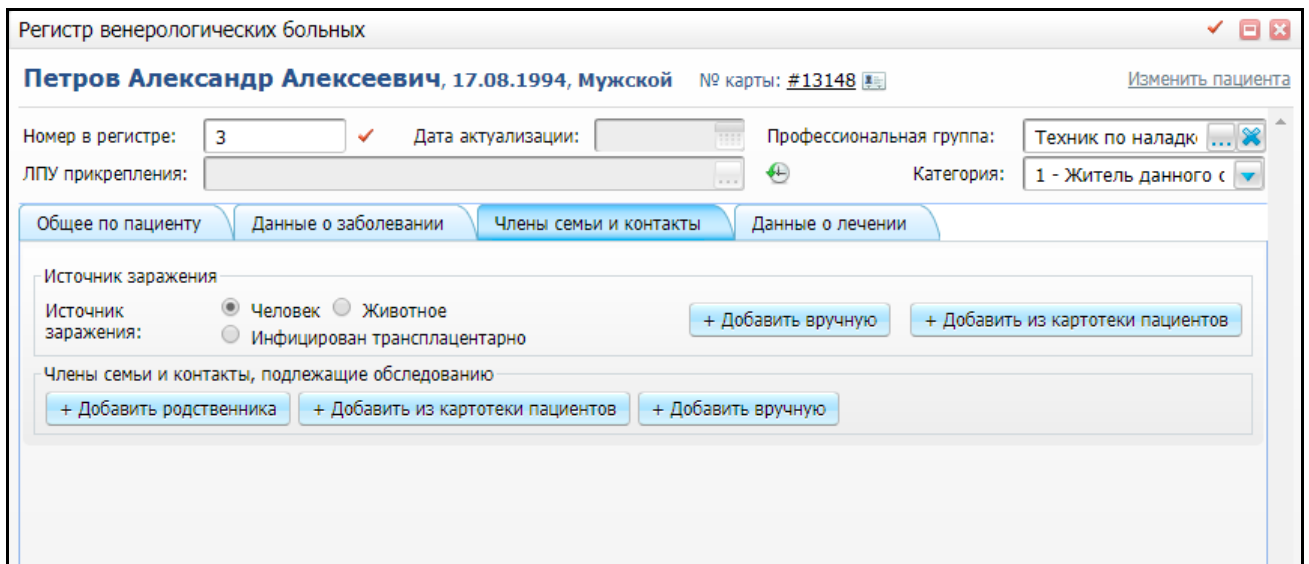 Регистр венерологических больных
Петров Александр Алексеевич, 17.08.1994, Мужской № карты: #13148 Изменить пациента
Номер в регистре: 3 Дата актуализации: Профессиональная группа: Техник по наладк ...
ЛПУ прикрепления: ... Категория: 1 - Житель данного с
Общее по пациенту Данные о заболевании Члены семьи и контакты Данные о лечении
Источник заражения
Источник заражения: Человек Животное + Добавить вручную + Добавить из картотеки пациентов
Инфицирован трансплацентарно
Члены семьи и контакты, подлежащие обследованию
+ Добавить родственника + Добавить из картотеки пациентов + Добавить вручную